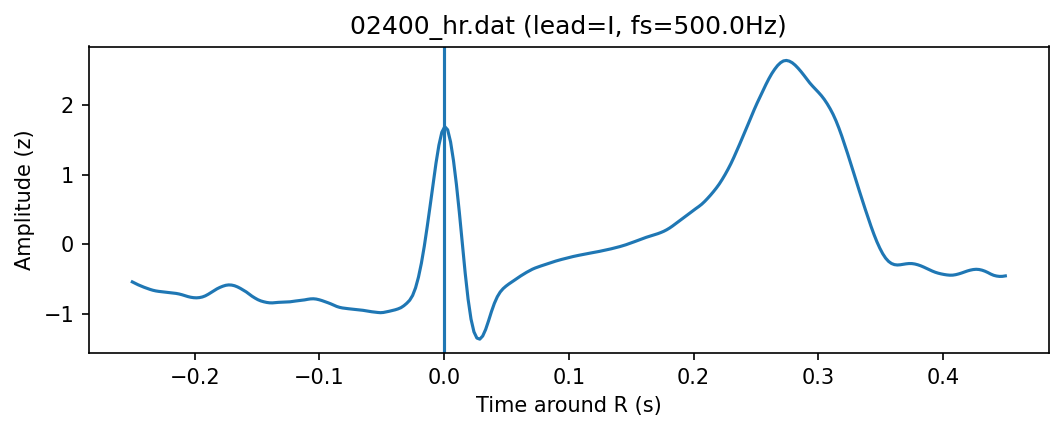 02400_hr.dat (lead=I, fs=500.0Hz)
Amplitude (z)
2
1
0
−1
−0.2 −0.1 0.0 0.1 0.2 0.3 0.4
Time around R (s)